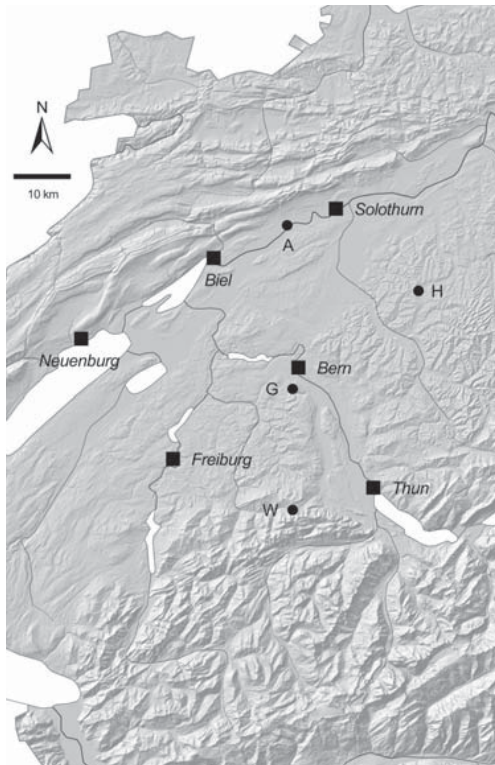 N
10 km
Solothurn
A
Biel
H
Neuenburg
Bern
G
Freiburg
Thun
W